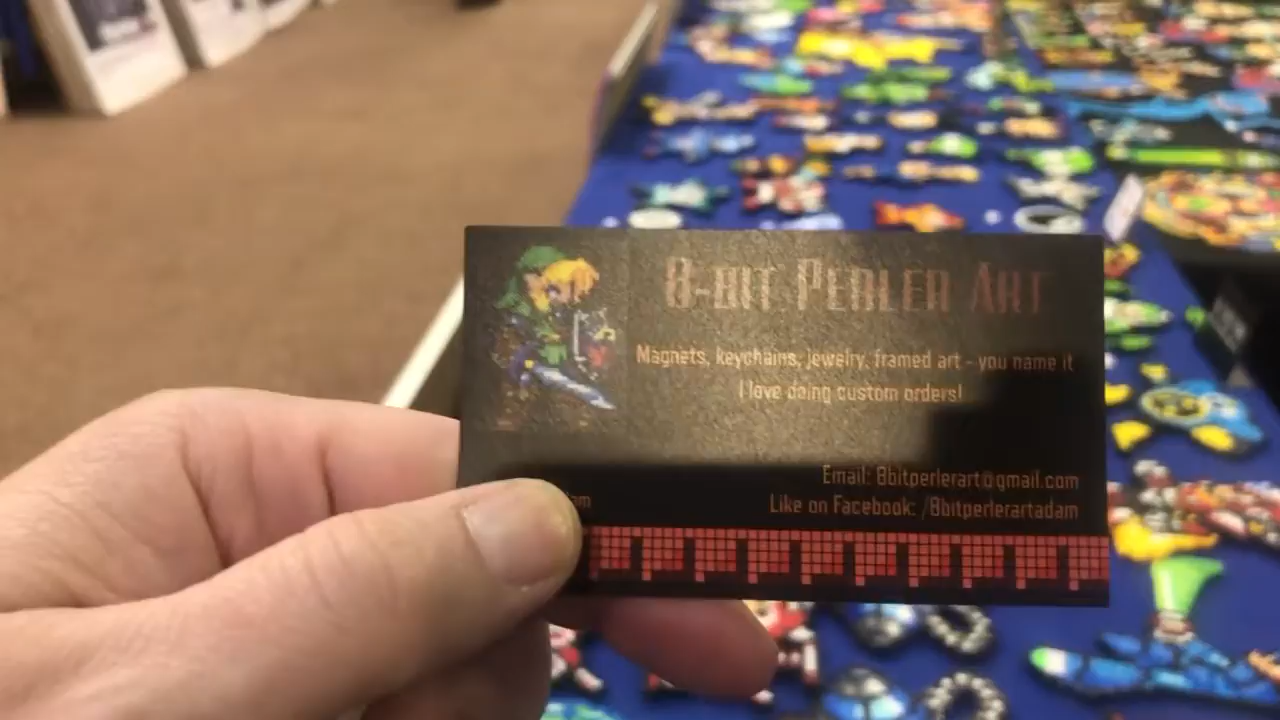 8-Bit Perler Art
Magnets, keychains, jewelry, framed art - you name it
I love doing custom orders!
Email: 8bitperlerart@gmail.com
Like on Facebook: /8bitperlerartadam